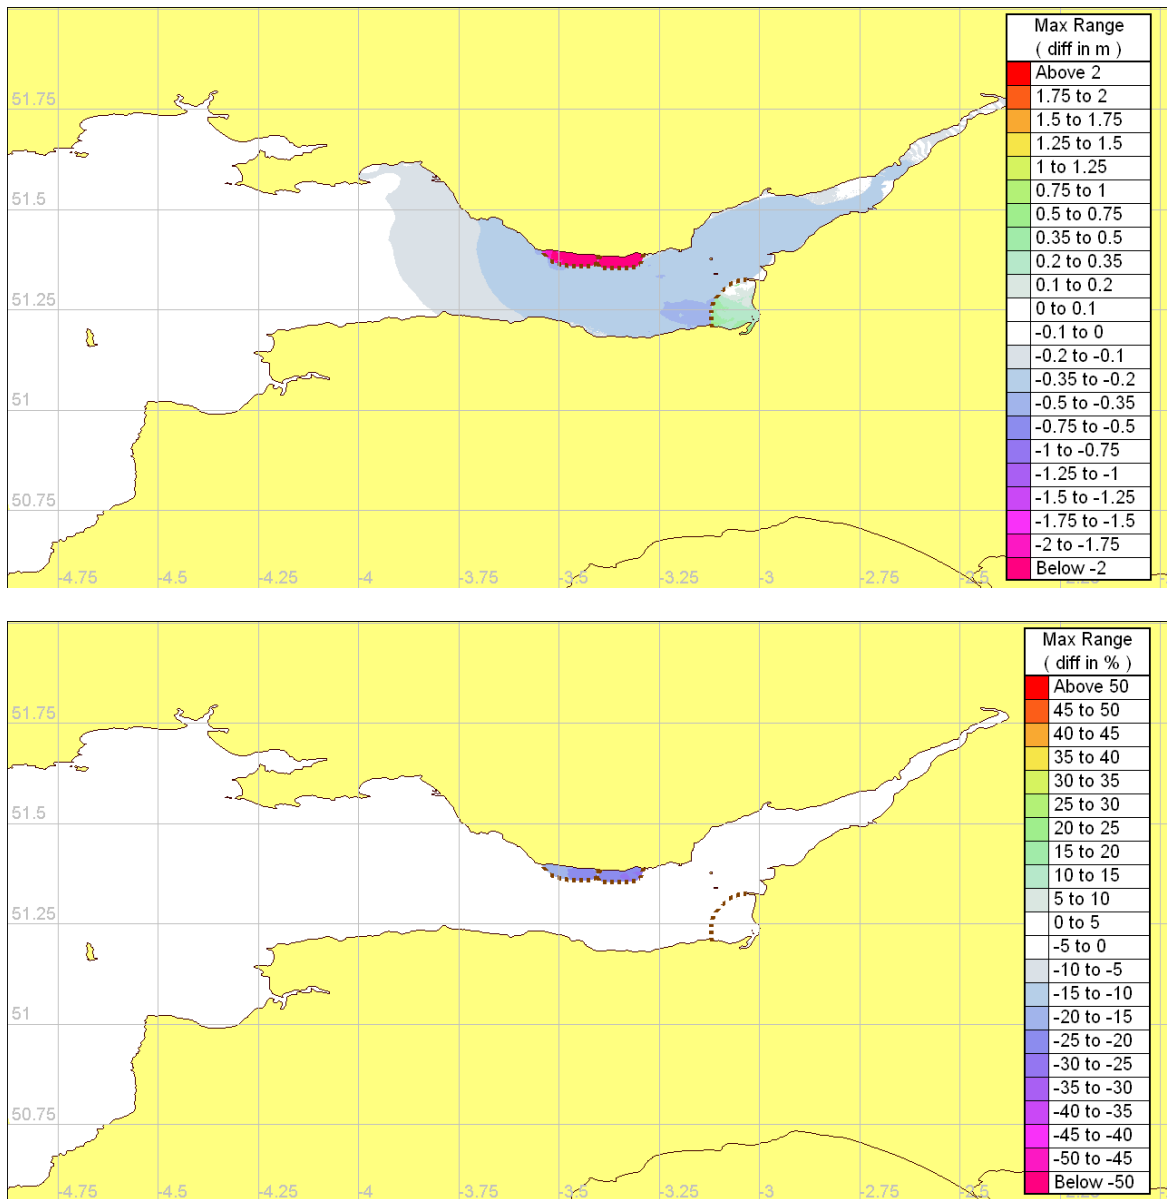 Max Range
( diff in m )
Above 2
1.75 to 2
1.5 to 1.75
1.25 to 1.5
1 to 1.25
0.75 to 1
0.5 to 0.75
0.35 to 0.5
0.2 to 0.35
0.1 to 0.2
0 to 0.1
-0.1 to 0
-0.2 to -0.1
-0.35 to -0.2
-0.5 to -0.35
-0.75 to -0.5
-1 to -0.75
-1.25 to -1
-1.5 to -1.25
-1.75 to -1.5
-2 to -1.75
Below -2
51.75
51.5
51.25
51
50.75
-4.75 -4.5 -4.25 -4 -3.75 -3.5 -3.25 -3 -2.75 -2.5
Max Range
( diff in % )
Above 50
45 to 50
40 to 45
35 to 40
30 to 35
25 to 30
20 to 25
15 to 20
10 to 15
5 to 10
0 to 5
-5 to 0
-10 to -5
-15 to -10
-20 to -15
-25 to -20
-30 to -25
-35 to -30
-40 to -35
-45 to -40
-50 to -45
Below -50
51.75
51.5
51.25
51
50.75
-4.75 -4.5 -4.25 -4 -3.75 -3.5 -3.25 -3 -2.75 -2.5